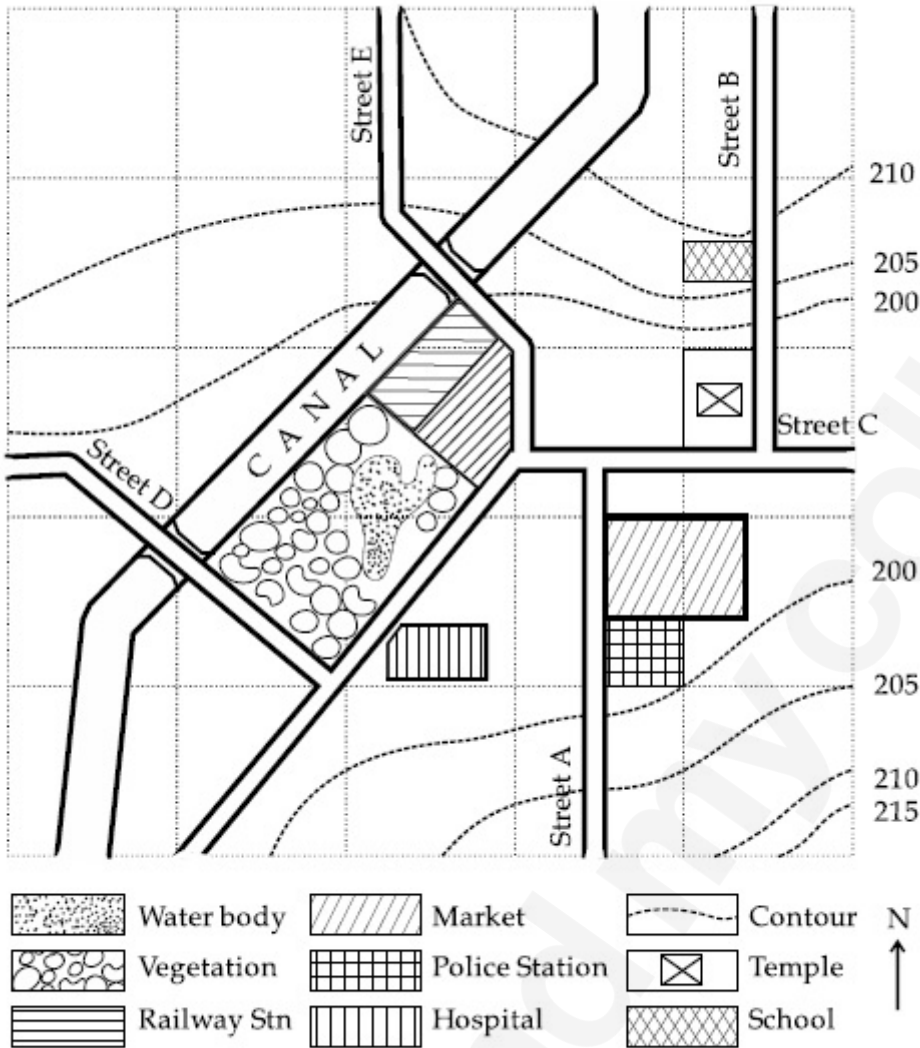 Street E
Street B
210
205
200
CANAL
Street C
Street D
200
205
210
215
Street A
Water body
Market
Contour
N
Vegetation
Police Station
Temple
Railway Stn
Hospital
School